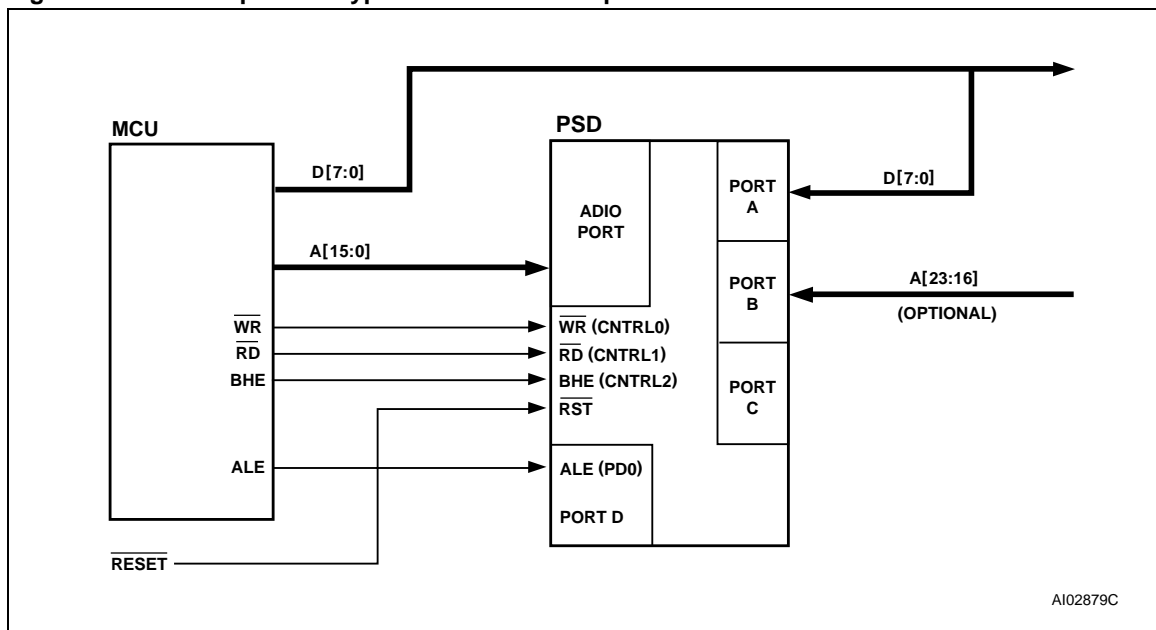 MCU
PSD
D[7:0]
D[7:0]
PORT
A
ADIO
PORT
A[15:0]
PORT
B
A[23:16]
(OPTIONAL)
WR
WR (CNTRL0)
RD
RD (CNTRL1)
BHE
BHE (CNTRL2)
RST
PORT
C
ALE
ALE (PD0)
PORT D
RESET
AI02879C